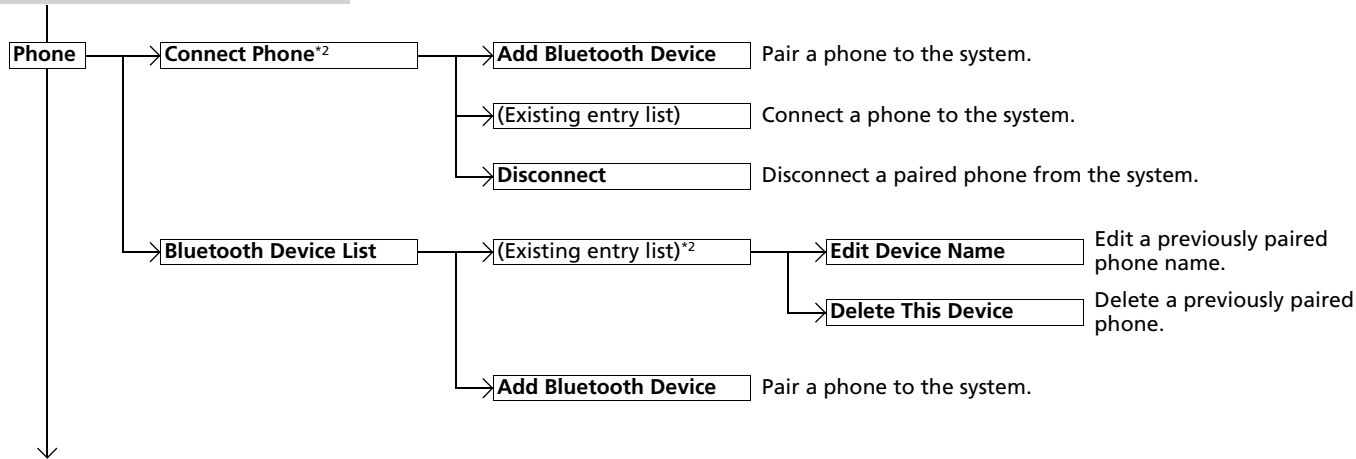 Phone
Connect Phone*2
Add Bluetooth Device
Pair a phone to the system.
(Existing entry list)
Connect a phone to the system.
Disconnect
Disconnect a paired phone from the system.
Bluetooth Device List
(Existing entry list)*2
Edit Device Name
Edit a previously paired
phone name.
Delete This Device
Delete a previously paired
phone.
Add Bluetooth Device
Pair a phone to the system.